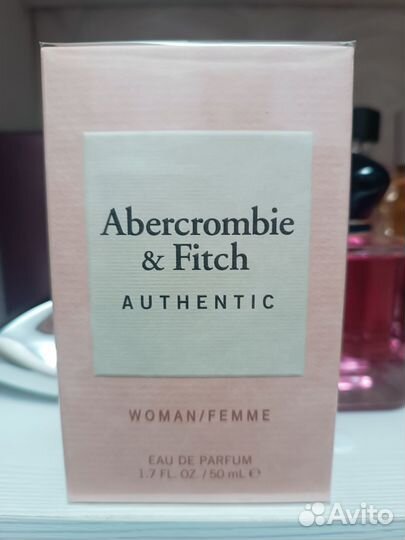 Abercrombie
& Fitch
AUTHENTIC
WOMAN/FEMME
EAU DE PARFUM
1.7 FL. OZ. / 50 mL ℮
Avito